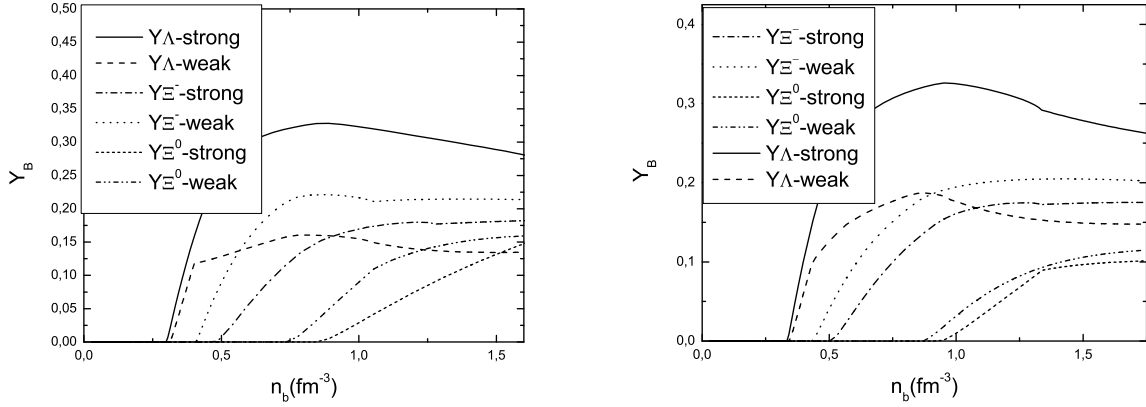 0,50
0,45
0,40
0,35
0,30
0,25
0,20
0,15
0,10
0,05
0,00
Y_B
YΛ-strong
YΛ-weak
YΞ⁻-strong
YΞ⁻-weak
YΞ⁰-strong
YΞ⁰-weak
0,0 0,5 1,0 1,5
n_b(fm⁻³)
0,4
0,3
0,2
0,1
0,0
Y_B
YΞ⁻-strong
YΞ⁻-weak
YΞ⁰-strong
YΞ⁰-weak
YΛ-strong
YΛ-weak
0,0 0,5 1,0 1,5
n_b(fm⁻³)